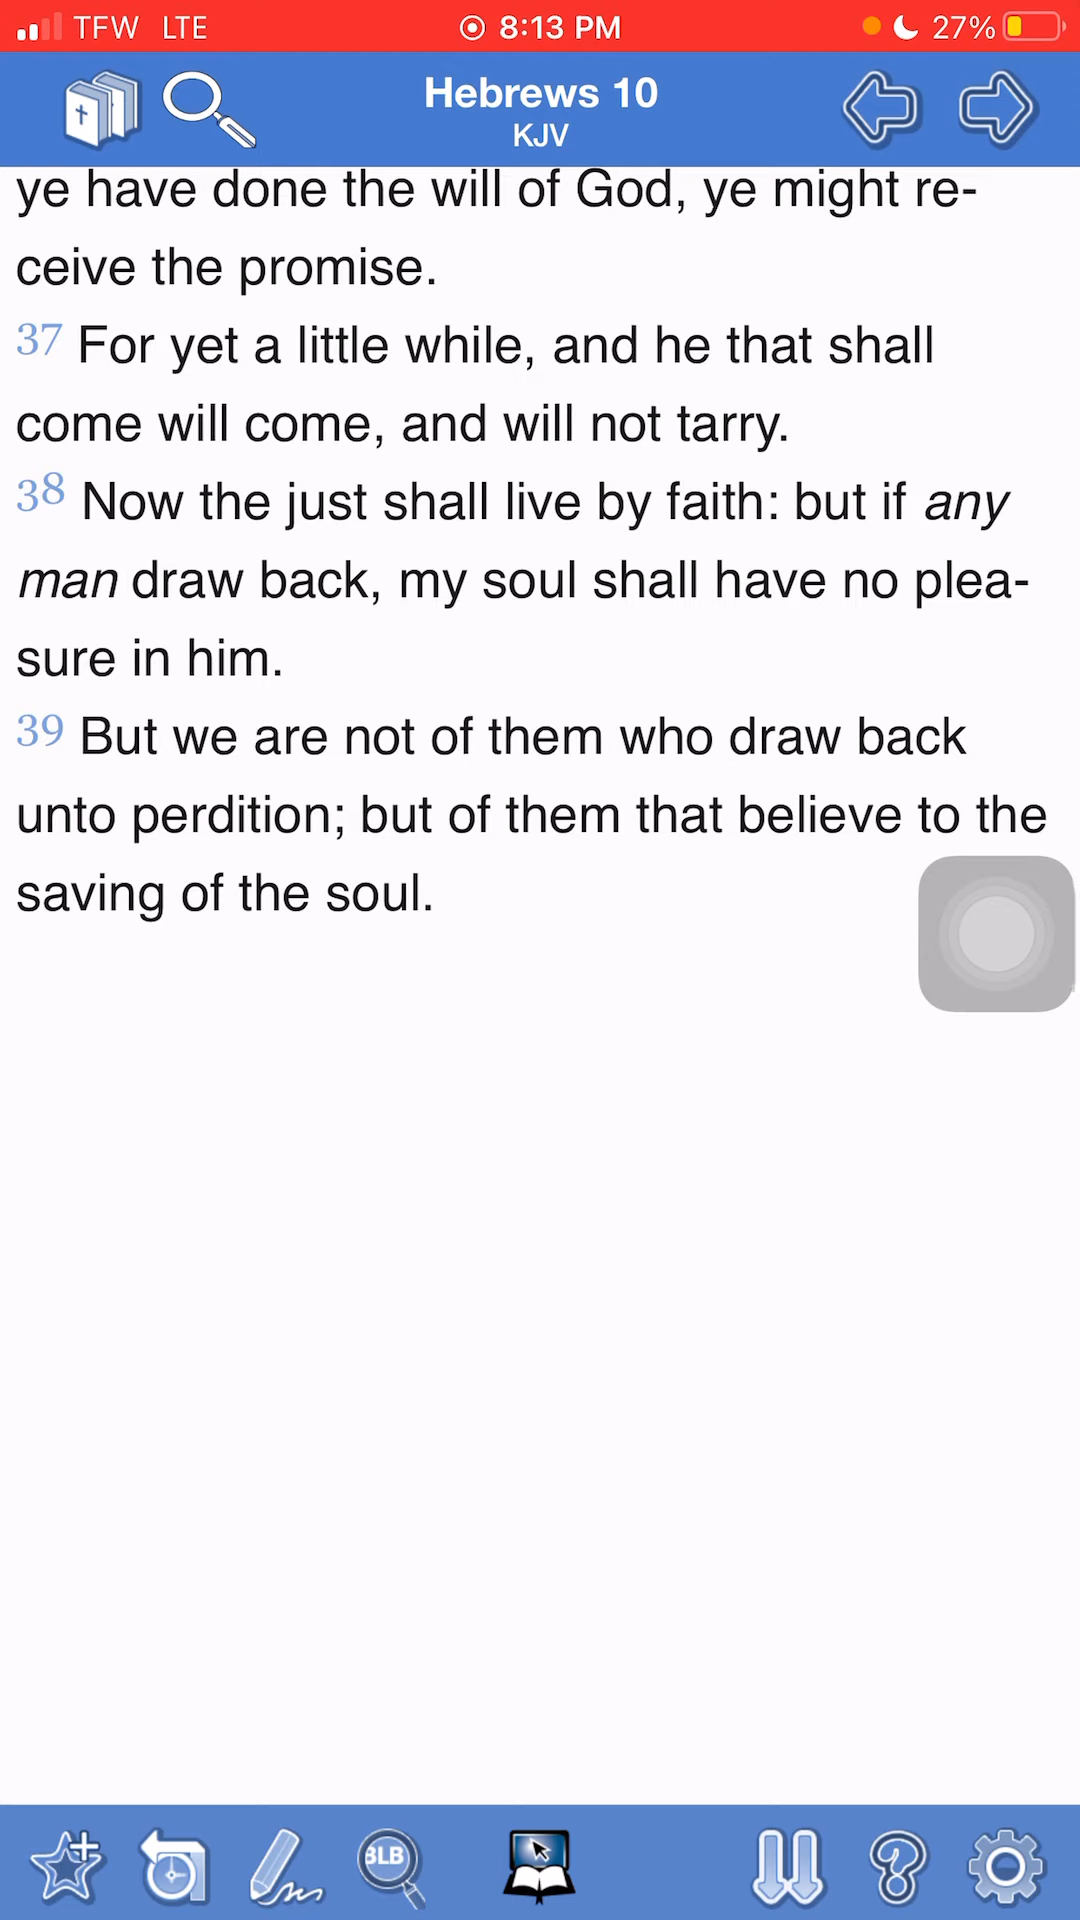 TFW LTE 8:13 PM 27%
Hebrews 10
KJV
ye have done the will of God, ye might re-
ceive the promise.
37 For yet a little while, and he that shall
come will come, and will not tarry.
38 Now the just shall live by faith: but if any
man draw back, my soul shall have no plea-
sure in him.
39 But we are not of them who draw back
unto perdition; but of them that believe to the
saving of the soul.
BLB